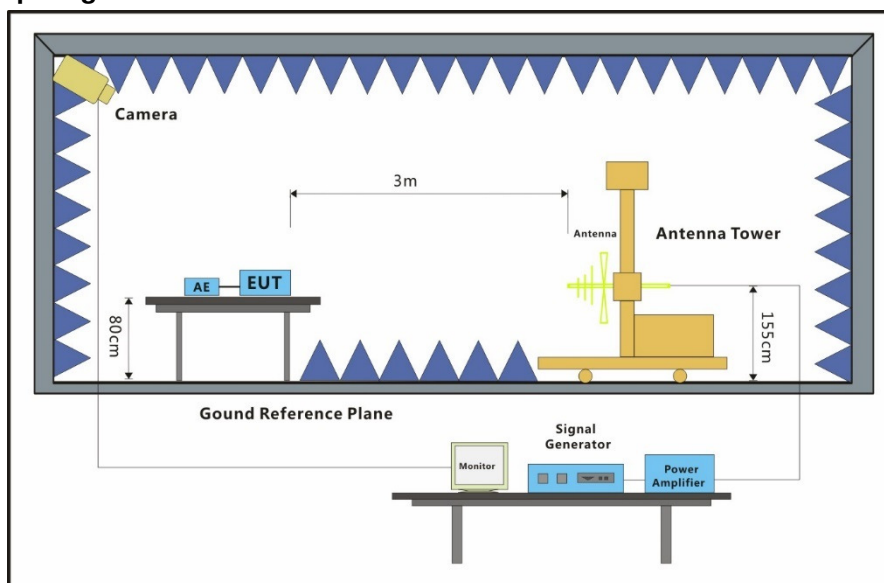 Camera
3m
Antenna
Antenna Tower
AE
EUT
80cm
155cm
Gound Reference Plane
Signal
Generator
Monitor
Power
Amplifier